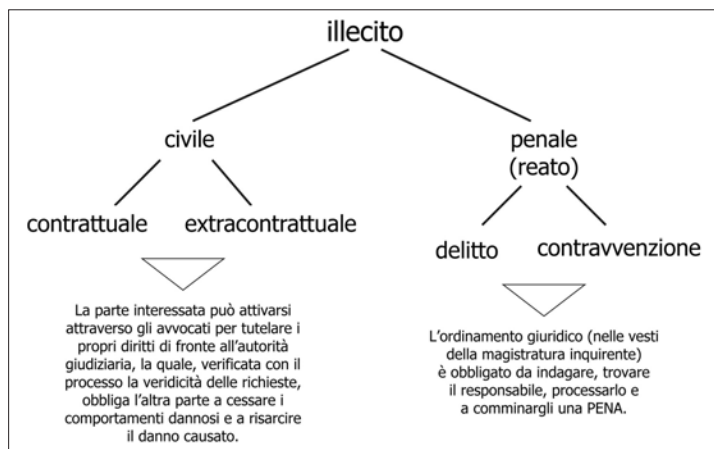 illecito
civile
penale
(reato)
contrattuale
extracontrattuale
delitto
contravvenzione
La parte interessata può attivarsi
attraverso gli avvocati per tutelare i
propri diritti di fronte all'autorità
giudiziaria, la quale, verificata con il
processo la veridicità delle richieste,
obbliga l'altra parte a cessare i
comportamenti dannosi e a risarcire
il danno causato.
L'ordinamento giuridico (nelle vesti
della magistratura inquirente)
è obbligato da indagare, trovare
il responsabile, processarlo e
a comminargli una PENA.